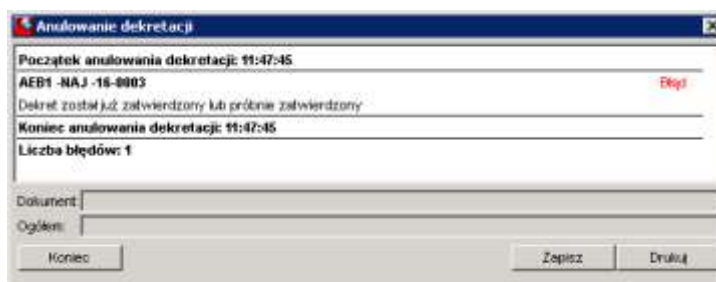 Anulowanie dekretacji
Początek anulowania dekretacji: 11:47:45
AEB1 -NAJ -16-0003 Błąd
Dekret został już zatwierdzony lub próbnie zatwierdzony
Koniec anulowania dekretacji: 11:47:45
Liczba błędów: 1
Dokument:
Ogółem:
Koniec Zapisz Drukuj